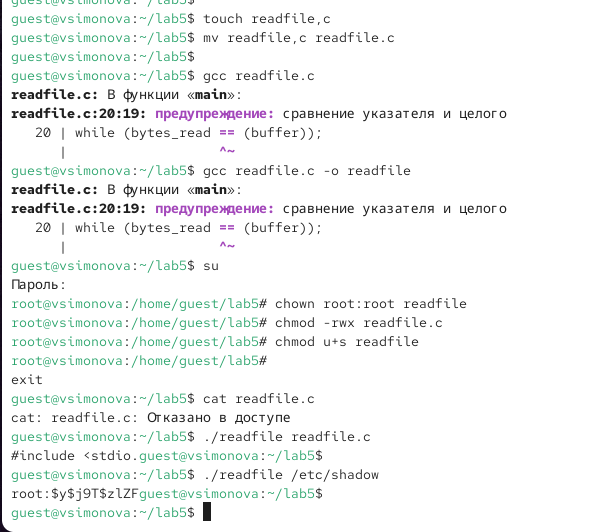 guest@vsimonova:~/lab5$
guest@vsimonova:~/lab5$ touch readfile,c
guest@vsimonova:~/lab5$ mv readfile,c readfile.c
guest@vsimonova:~/lab5$
guest@vsimonova:~/lab5$ gcc readfile.c
readfile.c: В функции «main»:
readfile.c:20:19: предупреждение: сравнение указателя и целого
   20 | while (bytes_read == (buffer));
      |                   ^~
guest@vsimonova:~/lab5$ gcc readfile.c -o readfile
readfile.c: В функции «main»:
readfile.c:20:19: предупреждение: сравнение указателя и целого
   20 | while (bytes_read == (buffer));
      |                   ^~
guest@vsimonova:~/lab5$ su
Пароль:
root@vsimonova:/home/guest/lab5# chown root:root readfile
root@vsimonova:/home/guest/lab5# chmod -rwx readfile.c
root@vsimonova:/home/guest/lab5# chmod u+s readfile
root@vsimonova:/home/guest/lab5#
exit
guest@vsimonova:~/lab5$ cat readfile.c
cat: readfile.c: Отказано в доступе
guest@vsimonova:~/lab5$ ./readfile readfile.c
#include <stdio.guest@vsimonova:~/lab5$
guest@vsimonova:~/lab5$ ./readfile /etc/shadow
root:$y$j9T$zlZFguest@vsimonova:~/lab5$
guest@vsimonova:~/lab5$